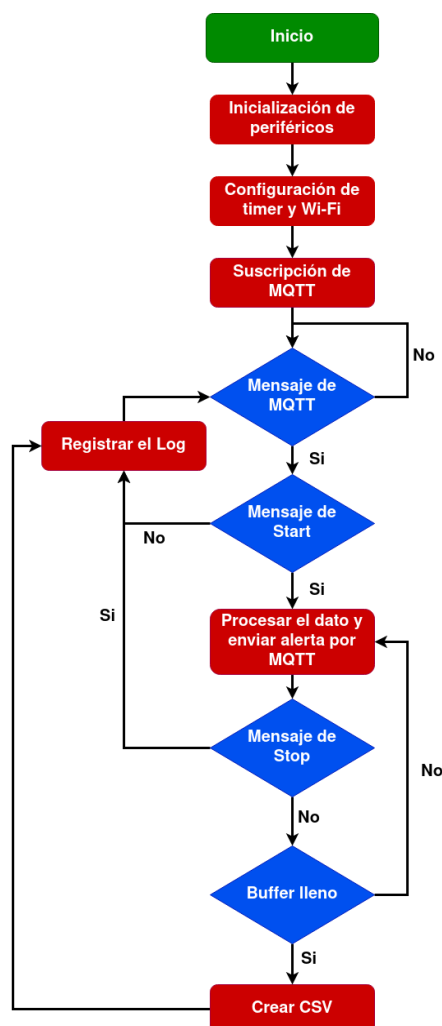 Inicio
Inicialización de
periféricos
Configuración de
timer y Wi-Fi
Suscripción de
MQTT
No
Mensaje de
MQTT
Registrar el Log
Si
Mensaje de
Start
No
Si
Si
Procesar el dato y
enviar alerta por
MQTT
Mensaje de
Stop
No
No
Buffer lleno
Si
Crear CSV